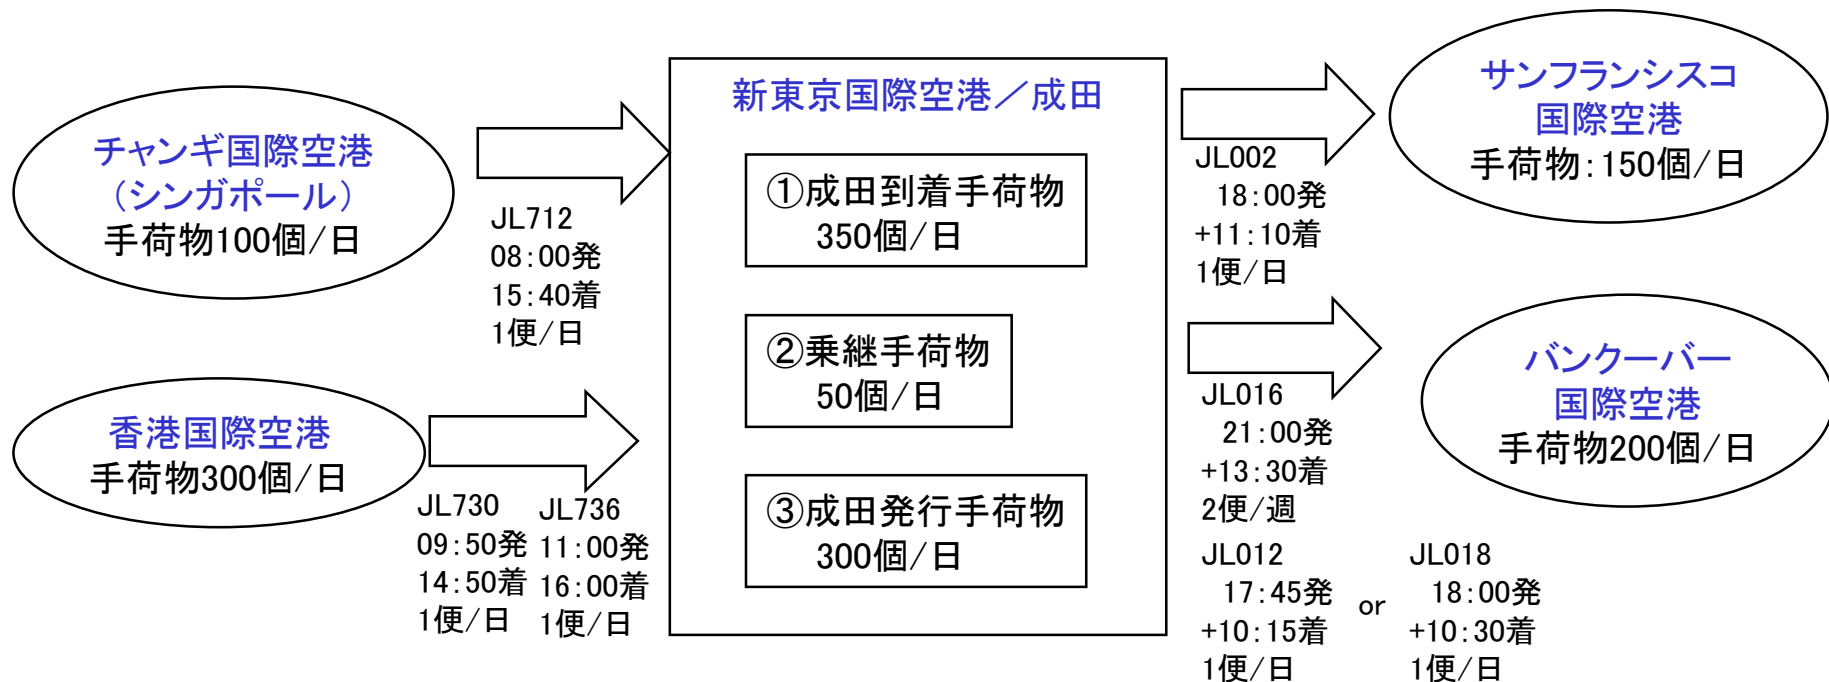 チャンギ国際空港
（シンガポール）
手荷物100個/日
JL712
08:00発
15:40着
1便/日
香港国際空港
手荷物300個/日
JL730
09:50発
14:50着
1便/日
JL736
11:00発
16:00着
1便/日
新東京国際空港／成田
①成田到着手荷物
350個/日
②乗継手荷物
50個/日
③成田発行手荷物
300個/日
JL002
18:00発
+11:10着
1便/日
サンフランシスコ
国際空港
手荷物:150個/日
JL016
21:00発
+13:30着
2便/週
JL012
17:45発
+10:15着
1便/日
or
JL018
18:00発
+10:30着
1便/日
バンクーバー
国際空港
手荷物200個/日